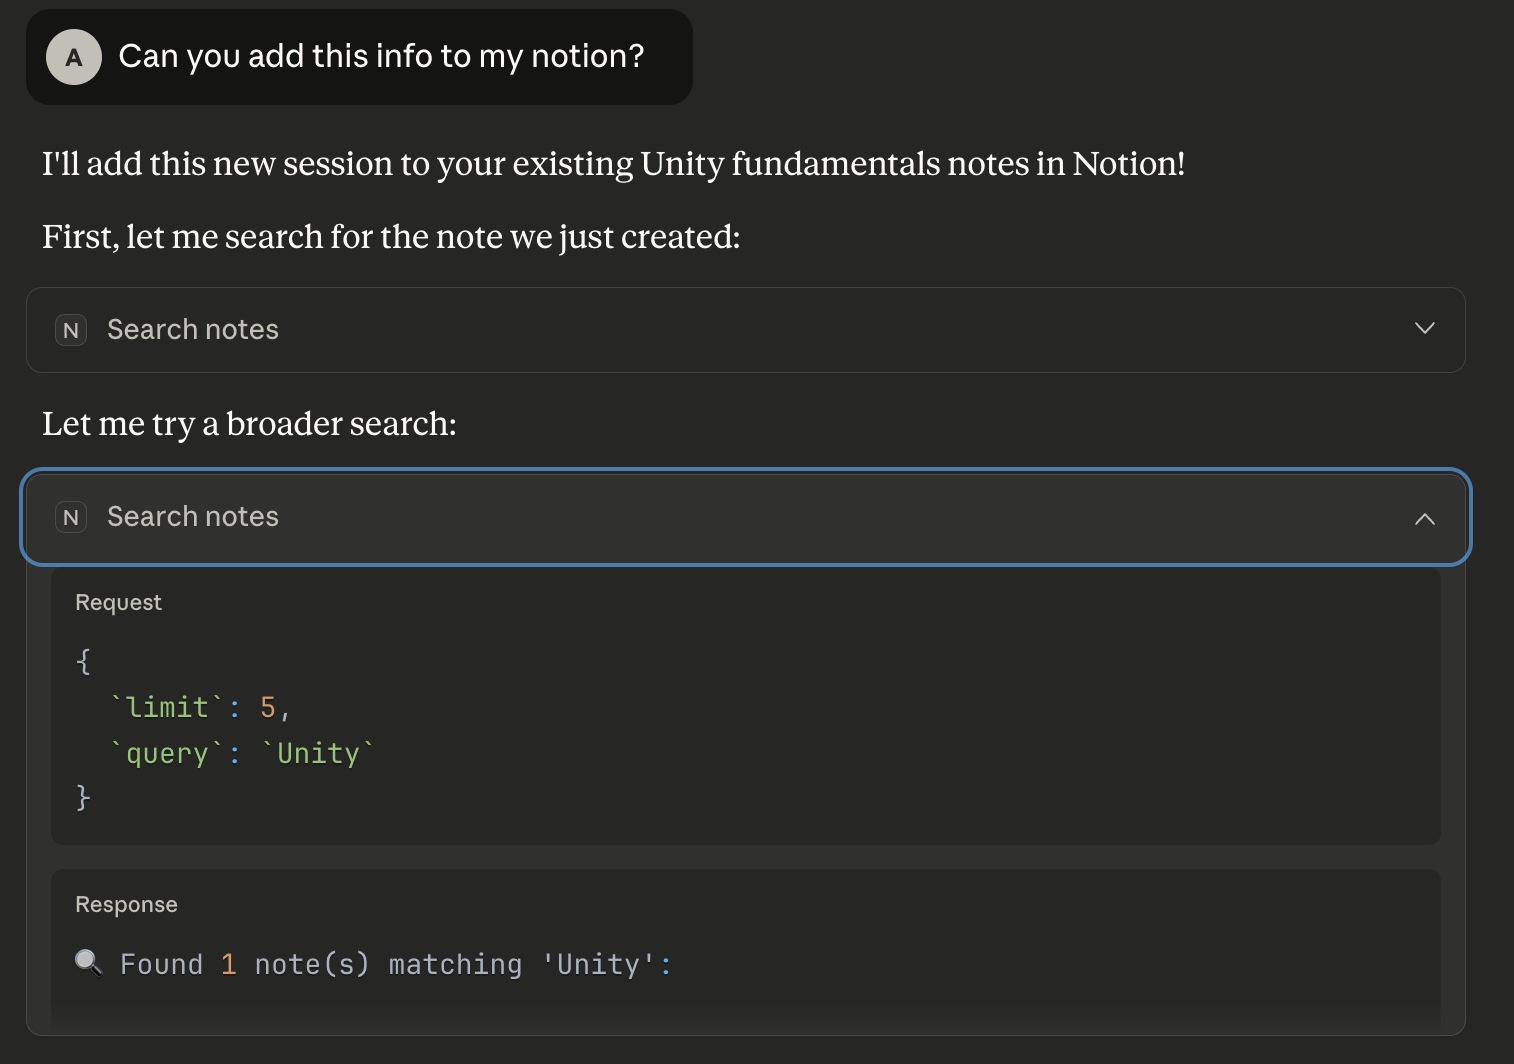 A Can you add this info to my notion?
I'll add this new session to your existing Unity fundamentals notes in Notion!
First, let me search for the note we just created:
N Search notes
Let me try a broader search:
N Search notes
Request
{
`limit`: 5,
`query`: `Unity`
}
Response
🔍 Found 1 note(s) matching 'Unity':